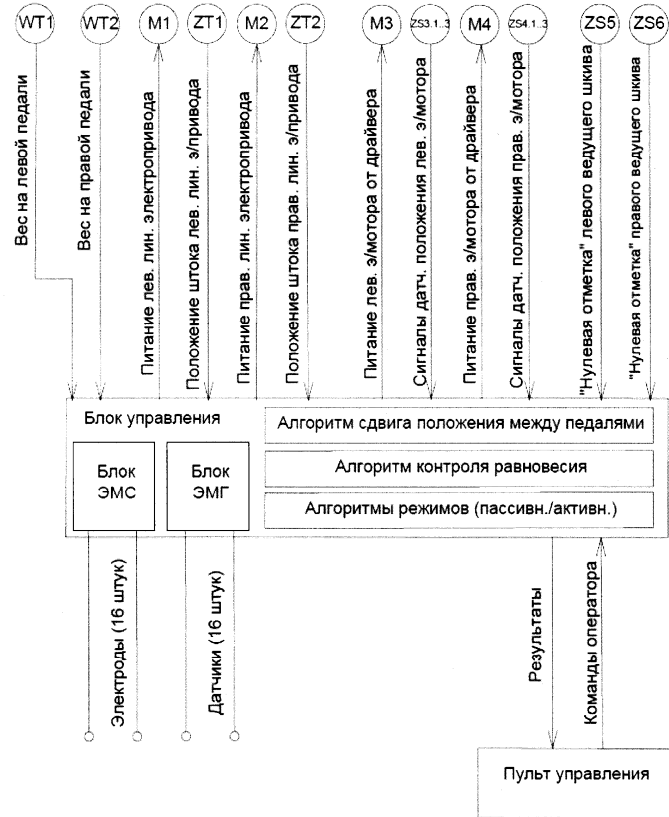 WT1
WT2
M1
ZT1
M2
ZT2
M3
ZS3.1..3
M4
ZS4.1..3
ZS5
ZS6
Вес на левой педали
Вес на правой педали
Питание лев. лин. электропривода
Положение штока лев. лин. э/привода
Питание прав. лин. электропривода
Положение штока прав. лин. э/привода
Питание лев. э/мотора от драйвера
Сигналы датч. положения лев. э/мотора
Питание прав. э/мотора от драйвера
Сигналы датч. положения прав. э/мотора
"Нулевая отметка" левого ведущего шкива
"Нулевая отметка" правого ведущего шкива
Блок управления
Блок
ЭМС
Блок
ЭМГ
Алгоритм сдвига положения между педалями
Алгоритм контроля равновесия
Алгоритмы режимов (пассивн./активн.)
Электроды (16 штук)
Датчики (16 штук)
Результаты
Команды оператора
Пульт управления